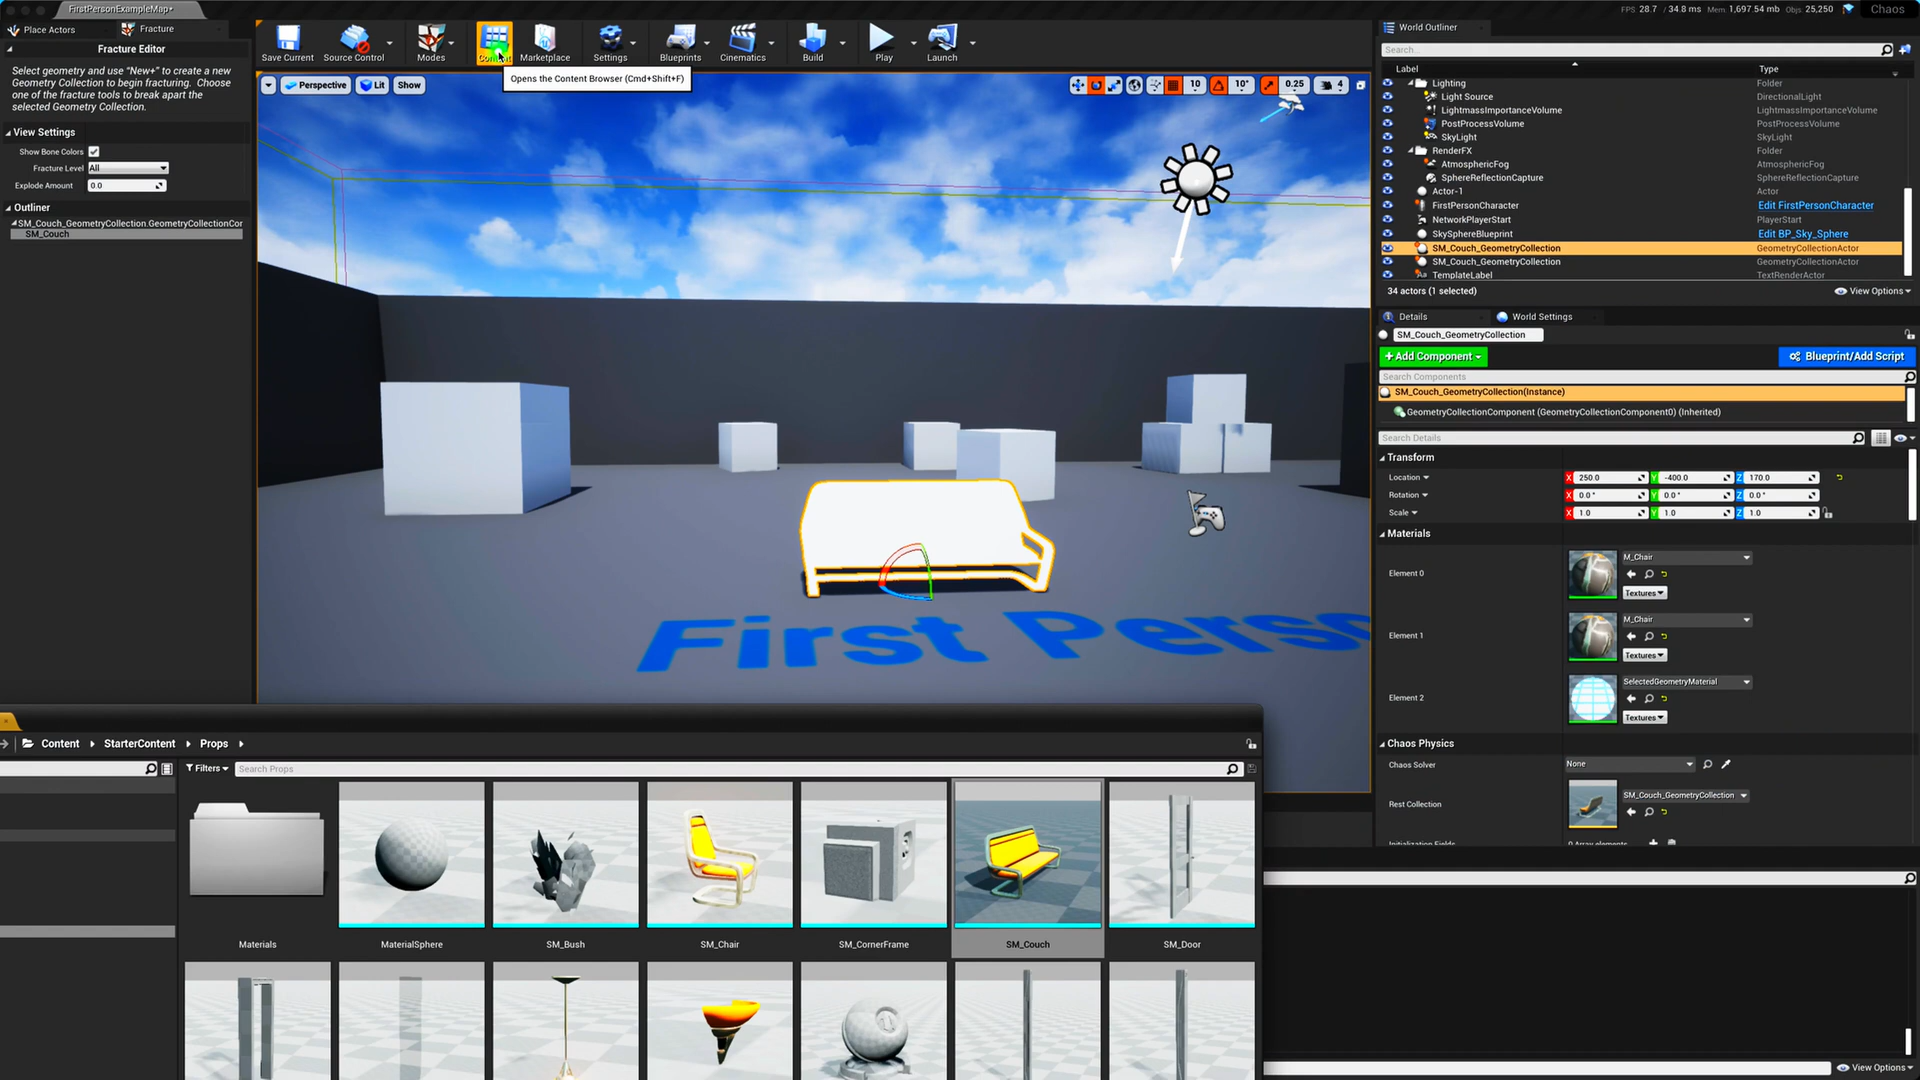 FirstPersonExampleMap*
FPS: 28.7 / 34.8 ms Mem: 1,697.54 mb Objs: 25,250
Chaos
Place Actors
Fracture
Fracture Editor
Select geometry and use "New+" to create a new
Geometry Collection to begin fracturing. Choose
one of the fracture tools to break apart the
selected Geometry Collection.
View Settings
Show Bone Colors
Fracture Level All
Explode Amount 0.0
Outliner
SM_Couch_GeometryCollection.GeometryCollectionCor
SM_Couch
Save Current
Source Control
Modes
Content
Marketplace
Settings
Blueprints
Cinematics
Build
Play
Launch
Opens the Content Browser (Cmd+Shift+F)
Perspective
Lit
Show
10
10°
0.25
4
First Perso
World Outliner
Search...
Label Type
Lighting Folder
Light Source DirectionalLight
LightmassImportanceVolume LightmassImportanceVolume
PostProcessVolume PostProcessVolume
SkyLight SkyLight
RenderFX Folder
AtmosphericFog AtmosphericFog
SphereReflectionCapture SphereReflectionCapture
Actor-1 Actor
FirstPersonCharacter Edit FirstPersonCharacter
NetworkPlayerStart PlayerStart
SkySphereBlueprint Edit BP_Sky_Sphere
SM_Couch_GeometryCollection GeometryCollectionActor
SM_Couch_GeometryCollection GeometryCollectionActor
TemplateLabel TextRenderActor
34 actors (1 selected)
View Options
Details
World Settings
SM_Couch_GeometryCollection
+Add Component
Blueprint/Add Script
Search Components
SM_Couch_GeometryCollection(Instance)
GeometryCollectionComponent (GeometryCollectionComponent0) (Inherited)
Search Details
Transform
Location X 250.0 Y -400.0 Z 170.0
Rotation X 0.0° Y 0.0° Z 0.0°
Scale X 1.0 Y 1.0 Z 1.0
Materials
Element 0 M_Chair
Textures
Element 1 M_Chair
Textures
Element 2 SelectedGeometryMaterial
Textures
Chaos Physics
Chaos Solver None
Rest Collection SM_Couch_GeometryCollection
Initialization Fields 0 Array elements
Content StarterContent Props
Filters
Search Props
Materials
MaterialSphere
SM_Bush
SM_Chair
SM_CornerFrame
SM_Couch
SM_Door
View Options